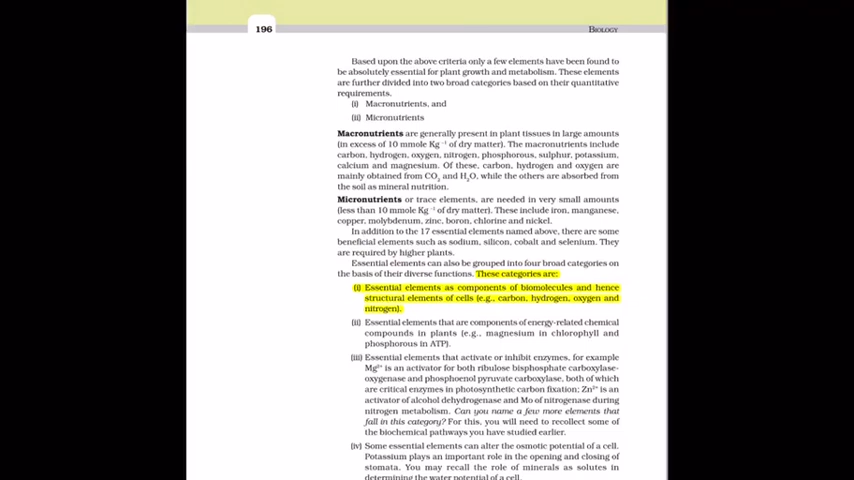 196
BIOLOGY
Based upon the above criteria only a few elements have been found
to be absolutely essential for plant growth and metabolism. These elements
are further divided into two broad categories based on their quantitative
requirements.
(i) Macronutrients, and
(ii) Micronutrients
Macronutrients are generally present in plant tissues in large amounts
(in excess of 10 mmole Kg⁻¹ of dry matter). The macronutrients include
carbon, hydrogen, oxygen, nitrogen, phosphorous, sulphur, potassium,
calcium and magnesium. Of these, carbon, hydrogen and oxygen are
mainly obtained from CO₂ and H₂O, while the others are absorbed from
the soil as mineral nutrition.
Micronutrients or trace elements, are needed in very small amounts
(less than 10 mmole Kg⁻¹ of dry matter). These include iron, manganese,
copper, molybdenum, zinc, boron, chlorine and nickel.
In addition to the 17 essential elements named above, there are some
beneficial elements such as sodium, silicon, cobalt and selenium. They
are required by higher plants.
Essential elements can also be grouped into four broad categories on
the basis of their diverse functions. These categories are:
(i) Essential elements as components of biomolecules and hence
structural elements of cells (e.g., carbon, hydrogen, oxygen and
nitrogen).
(ii) Essential elements that are components of energy-related chemical
compounds in plants (e.g., magnesium in chlorophyll and
phosphorous in ATP).
(iii) Essential elements that activate or inhibit enzymes, for example
Mg²⁺ is an activator for both ribulose bisphosphate carboxylase-
oxygenase and phosphoenol pyruvate carboxylase, both of which
are critical enzymes in photosynthetic carbon fixation; Zn²⁺ is an
activator of alcohol dehydrogenase and Mo of nitrogenase during
nitrogen metabolism. Can you name a few more elements that
fall in this category? For this, you will need to recollect some of
the biochemical pathways you have studied earlier.
(iv) Some essential elements can alter the osmotic potential of a cell.
Potassium plays an important role in the opening and closing of
stomata. You may recall the role of minerals as solutes in
determining the water potential of a cell.